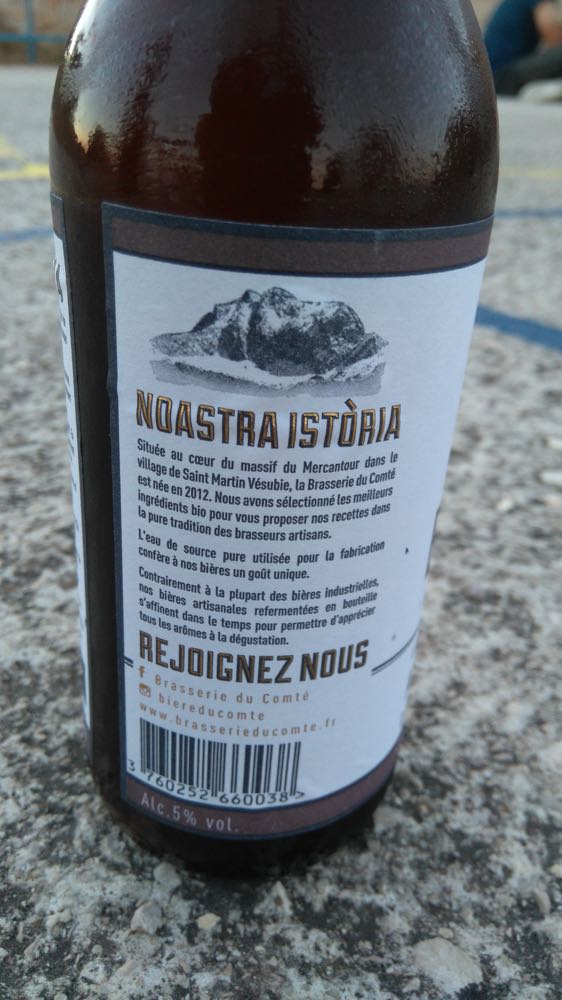 NOASTRA ISTÒRIA
Située au cœur du massif du Mercantour dans le
village de Saint Martin Vésubie, la Brasserie du Comté
est née en 2012. Nous avons sélectionné les meilleurs
ingrédients bio pour vous proposer nos recettes dans
la pure tradition des brasseurs artisans.
L'eau de source pure utilisée pour la fabrication
confère à nos bières un goût unique.
Contrairement à la plupart des bières industrielles,
nos bières artisanales refermentées en bouteille
s'affinent dans le temps pour permettre d'apprécier
tous les arômes à la dégustation.
REJOIGNEZ NOUS
Brasserie du Comté
biereducomte
www.brasserieducomte.fr
3 760252 660038 >
Alc.5% vol.